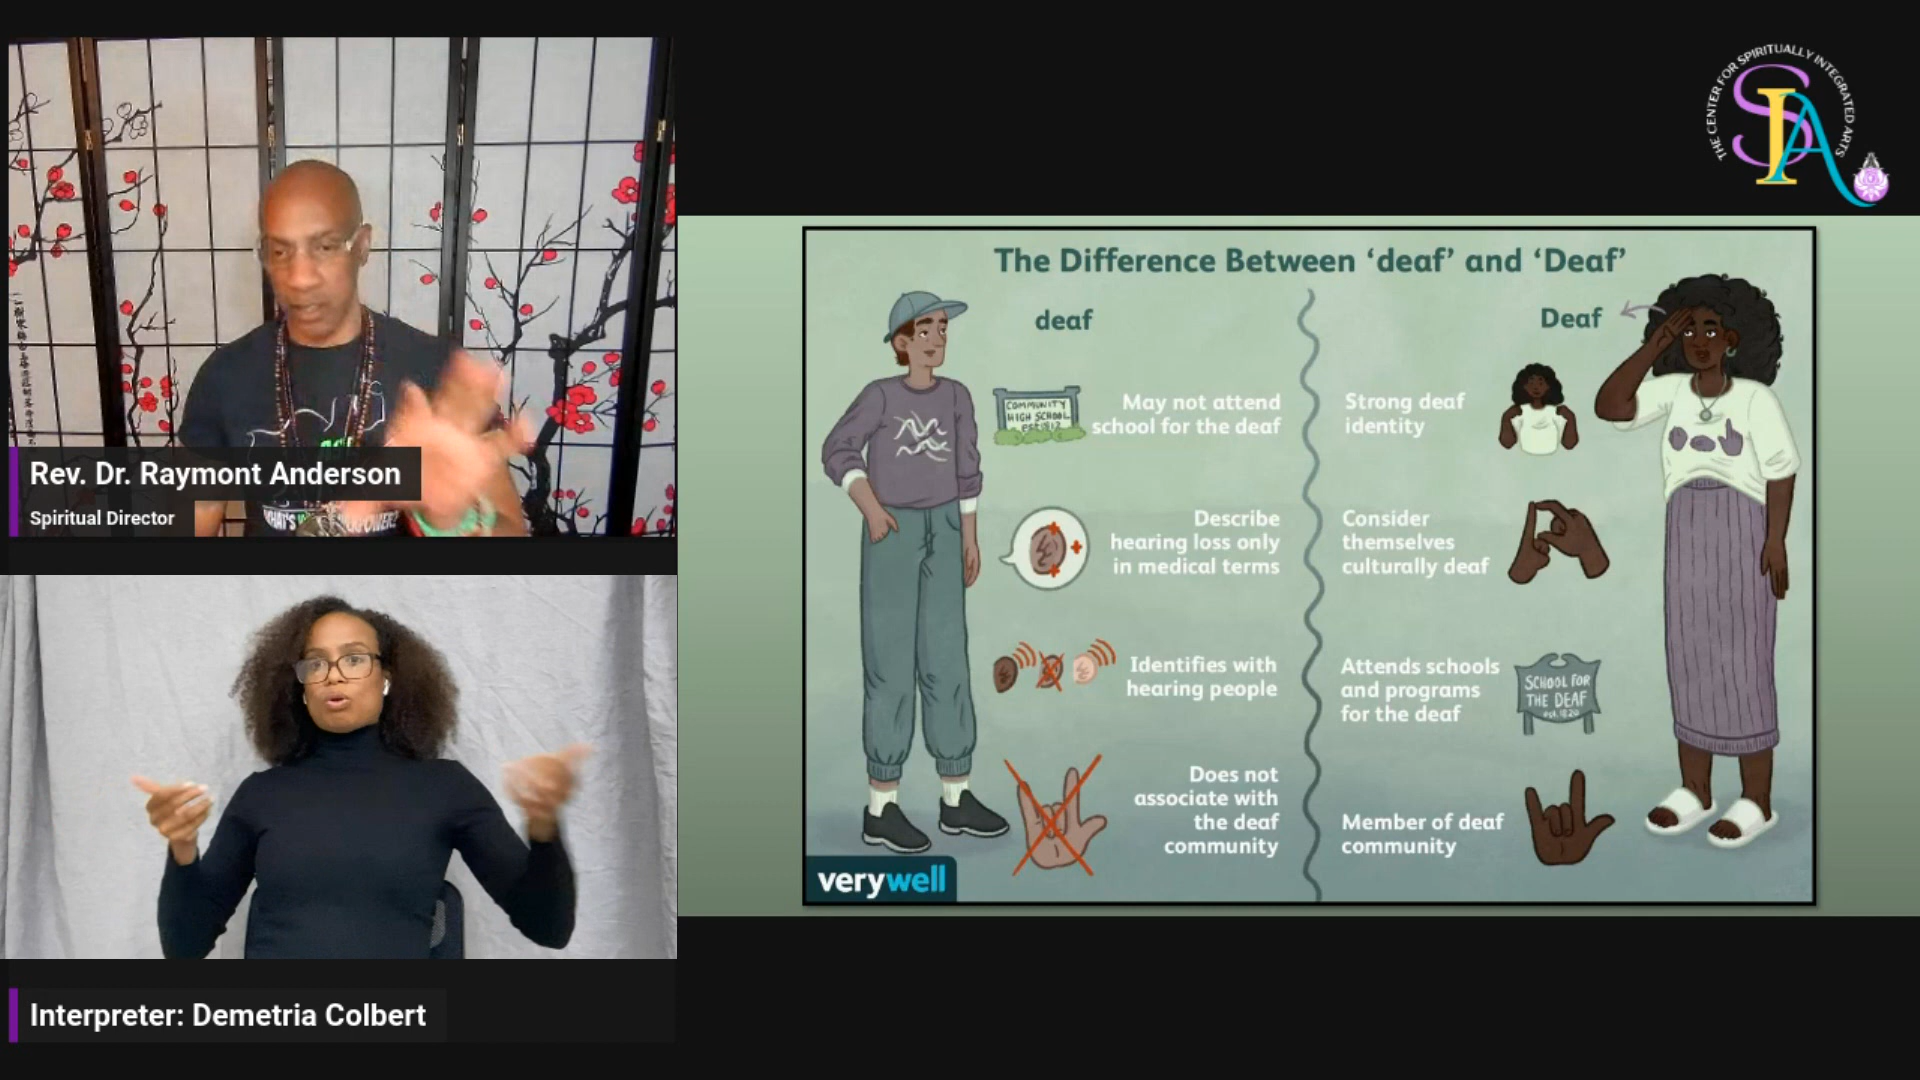 THE CENTER FOR SPIRITUALLY INTEGRATED ARTS
SIA
Rev. Dr. Raymont Anderson
Spiritual Director
Interpreter: Demetria Colbert
The Difference Between ‘deaf’ and ‘Deaf’
deaf
COMMUNITY
HIGH SCHOOL
May not attend
school for the deaf
Describe
hearing loss only
in medical terms
Identifies with
hearing people
Does not
associate with
the deaf
community
Deaf
Strong deaf
identity
Consider
themselves
culturally deaf
Attends schools
and programs
for the deaf
SCHOOL FOR
THE DEAF
Member of deaf
community
verywell